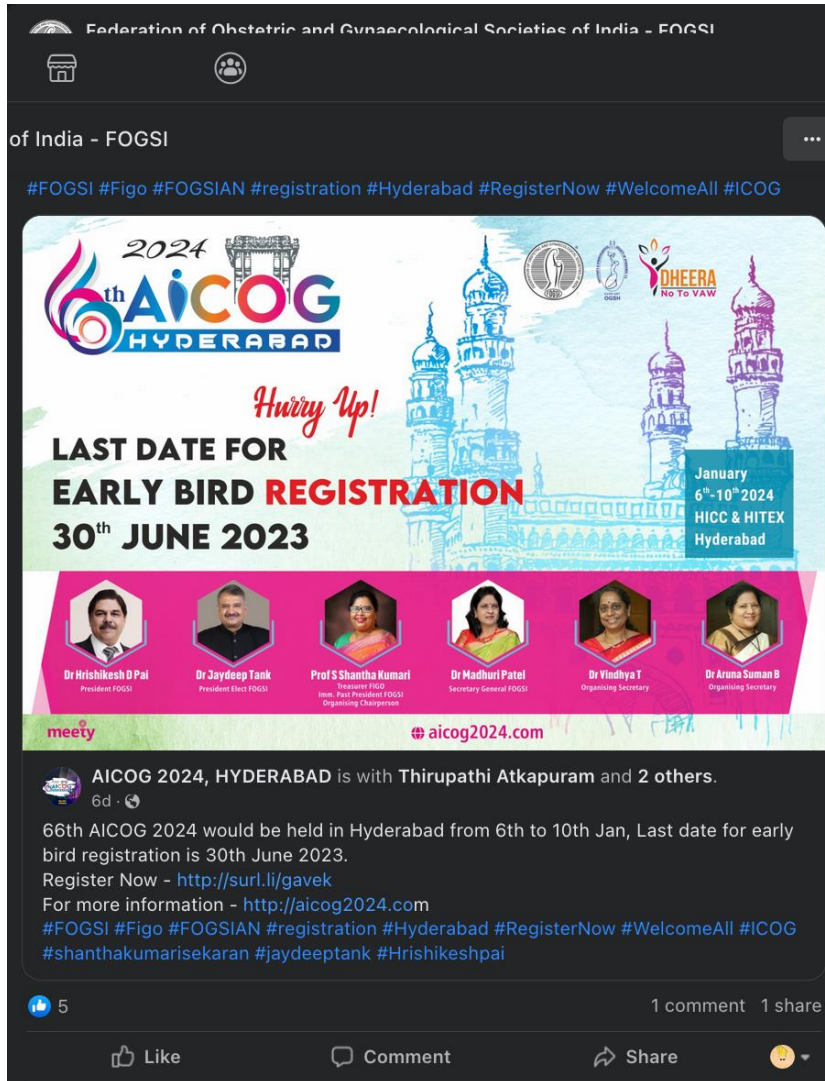 Federation of Obstetric and Gynaecological Societies of India - FOGSI
of India - FOGSI
#FOGSI #Figo #FOGSIAN #registration #Hyderabad #RegisterNow #WelcomeAll #ICOG
2024
66th AiCOG
HYDERABAD
OGSH
DHEERA
No To VAW
Hurry Up!
LAST DATE FOR
EARLY BIRD REGISTRATION
30th JUNE 2023
January
6th-10th 2024
HICC & HITEX
Hyderabad
Dr Hrishikesh D Pai
President FOGSI
Dr Jaydeep Tank
President Elect FOGSI
Prof S Shantha Kumari
Treasurer FIGO
Imm. Past President FOGSI
Organising Chairperson
Dr Madhuri Patel
Secretary General FOGSI
Dr Vindhya T
Organising Secretary
Dr Aruna Suman B
Organising Secretary
meety
aicog2024.com
AICOG 2024, HYDERABAD is with Thirupathi Atkapuram and 2 others.
6d ·
66th AICOG 2024 would be held in Hyderabad from 6th to 10th Jan, Last date for early
bird registration is 30th June 2023.
Register Now - http://surl.li/gavek
For more information - http://aicog2024.com
#FOGSI #Figo #FOGSIAN #registration #Hyderabad #RegisterNow #WelcomeAll #ICOG
#shanthakumarisekaran #jaydeeptank #Hrishikeshpai
5
1 comment 1 share
Like
Comment
Share